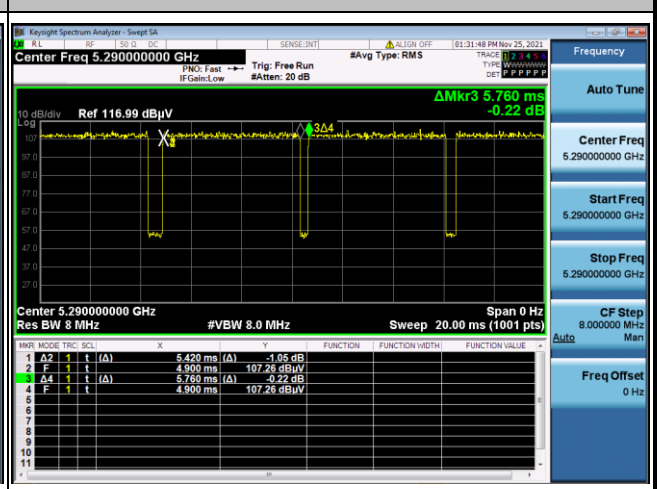 Keysight Spectrum Analyzer - Swept SA
RL RF 50 Ω DC SENSE:INT ALIGN OFF 01:31:48 PM Nov 25, 2021
Center Freq 5.290000000 GHz
PNO: Fast
IFGain:Low
Trig: Free Run
#Atten: 20 dB
#Avg Type: RMS
TRACE 1 2 3 4 5 6
TYPE WWWWWW
DET P P P P P P
Frequency
Auto Tune
ΔMkr3 5.760 ms
-0.22 dB
10 dB/div Ref 116.99 dBµV
Log
107
97.0
87.0
77.0
67.0
57.0
47.0
37.0
27.0
3Δ4
Center Freq
5.290000000 GHz
Start Freq
5.290000000 GHz
Stop Freq
5.290000000 GHz
CF Step
8.000000 MHz
Auto Man
Freq Offset
0 Hz
Center 5.290000000 GHz Span 0 Hz
Res BW 8 MHz #VBW 8.0 MHz Sweep 20.00 ms (1001 pts)
MKR MODE TRC SCL X Y FUNCTION FUNCTION WIDTH FUNCTION VALUE
1 Δ2 1 t (Δ) 5.420 ms (Δ) -1.05 dB
2 F 1 t 4.900 ms 107.26 dBµV
3 Δ4 1 t (Δ) 5.760 ms (Δ) -0.22 dB
4 F 1 t 4.900 ms 107.26 dBµV
5
6
7
8
9
10
11